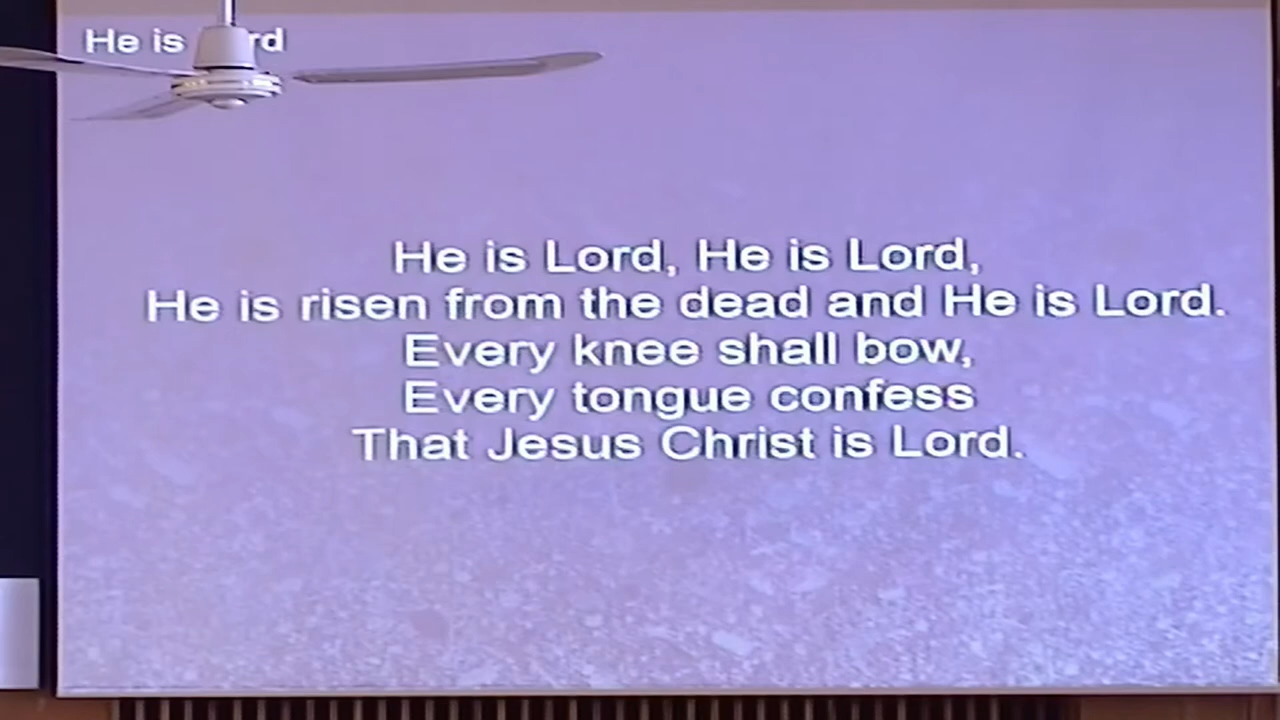 He is rd
He is Lord, He is Lord,
He is risen from the dead and He is Lord.
Every knee shall bow,
Every tongue confess
That Jesus Christ is Lord.